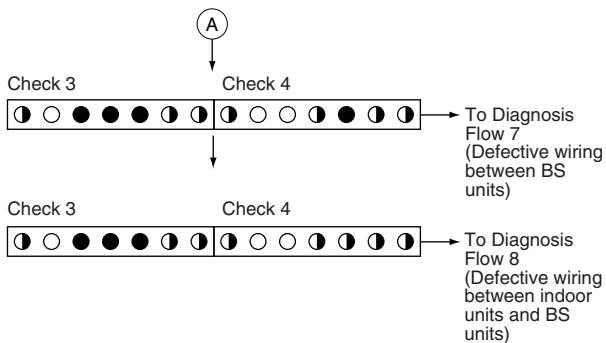 A
Check 3
Check 4
To Diagnosis
Flow 7
(Defective wiring
between BS
units)
Check 3
Check 4
To Diagnosis
Flow 8
(Defective wiring
between indoor
units and BS
units)